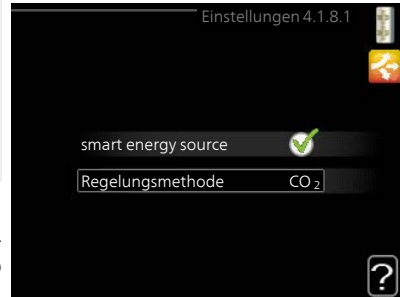 Einstellungen 4.1.8.1
smart energy source
Regelungsmethode CO₂
?